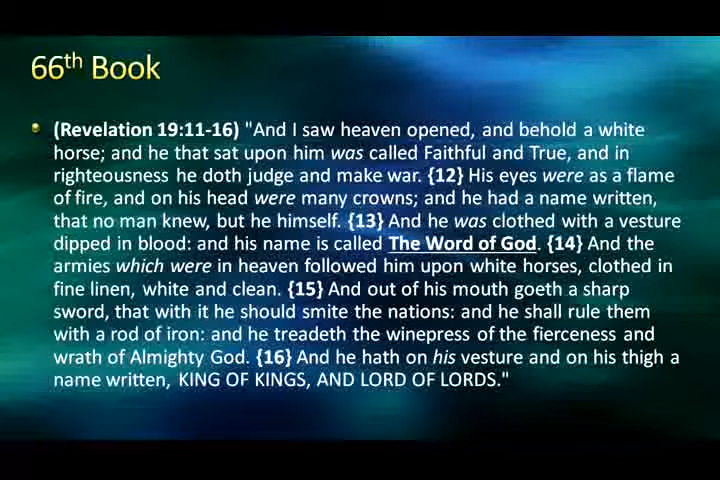 66th Book
(Revelation 19:11-16) "And I saw heaven opened, and behold a white
horse; and he that sat upon him was called Faithful and True, and in
righteousness he doth judge and make war. {12} His eyes were as a flame
of fire, and on his head were many crowns; and he had a name written,
that no man knew, but he himself. {13} And he was clothed with a vesture
dipped in blood: and his name is called The Word of God. {14} And the
armies which were in heaven followed him upon white horses, clothed in
fine linen, white and clean. {15} And out of his mouth goeth a sharp
sword, that with it he should smite the nations: and he shall rule them
with a rod of iron: and he treadeth the winepress of the fierceness and
wrath of Almighty God. {16} And he hath on his vesture and on his thigh a
name written, KING OF KINGS, AND LORD OF LORDS."